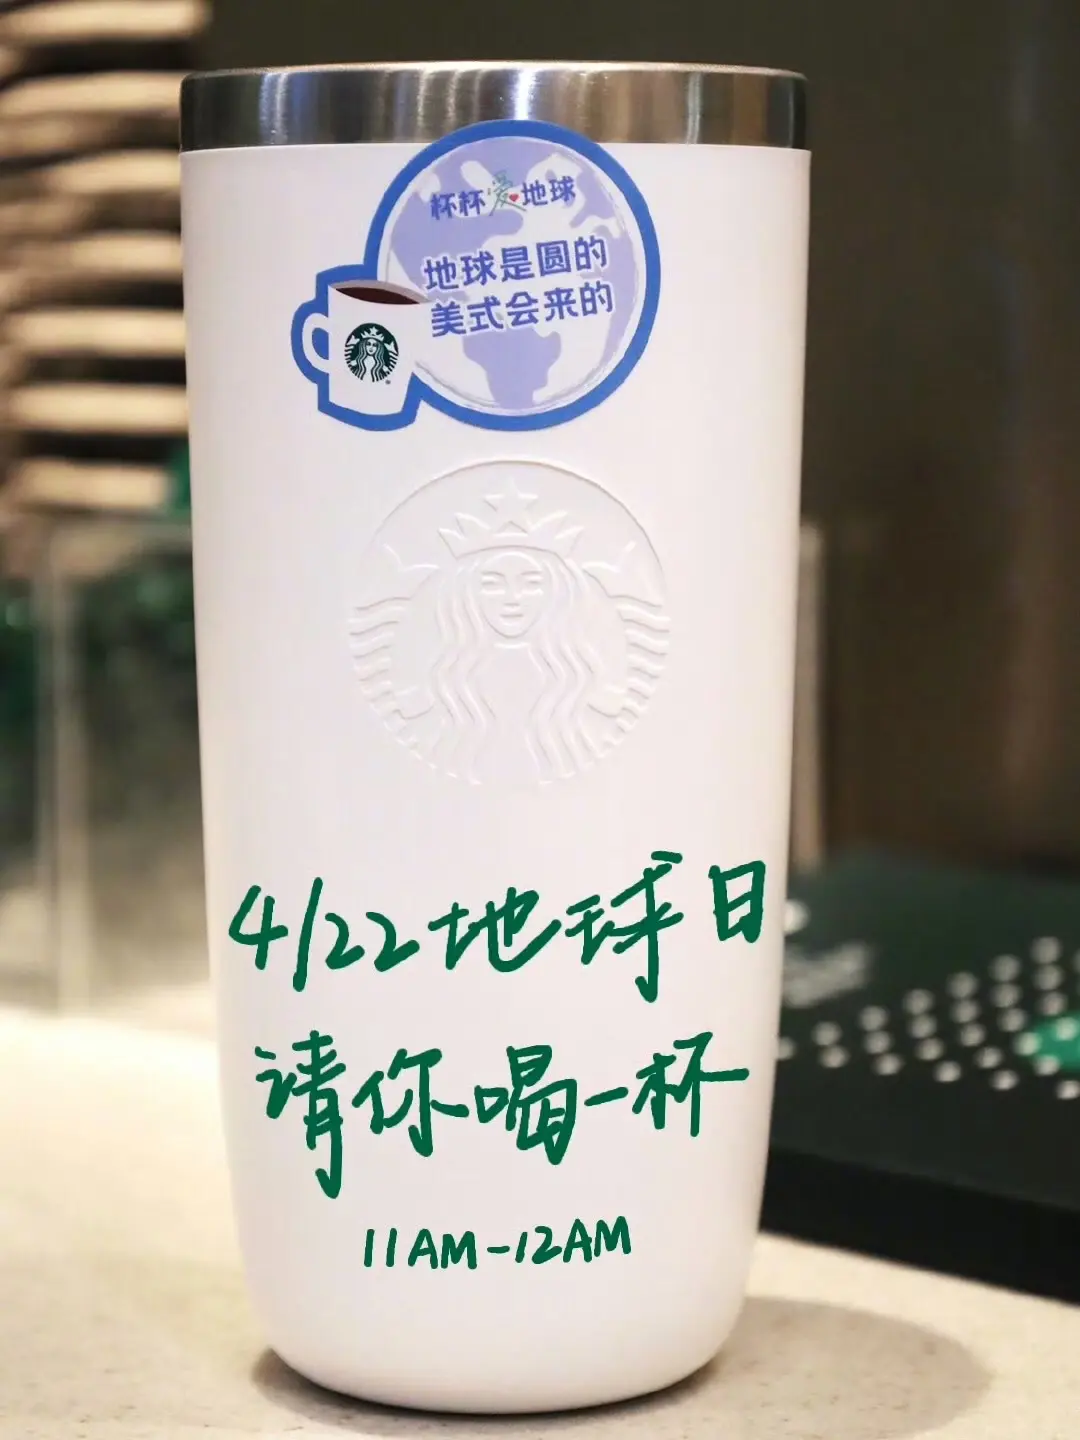 杯杯爱地球
地球是圆的
美式会来的
4/22地球日
请你喝一杯
11AM-12AM